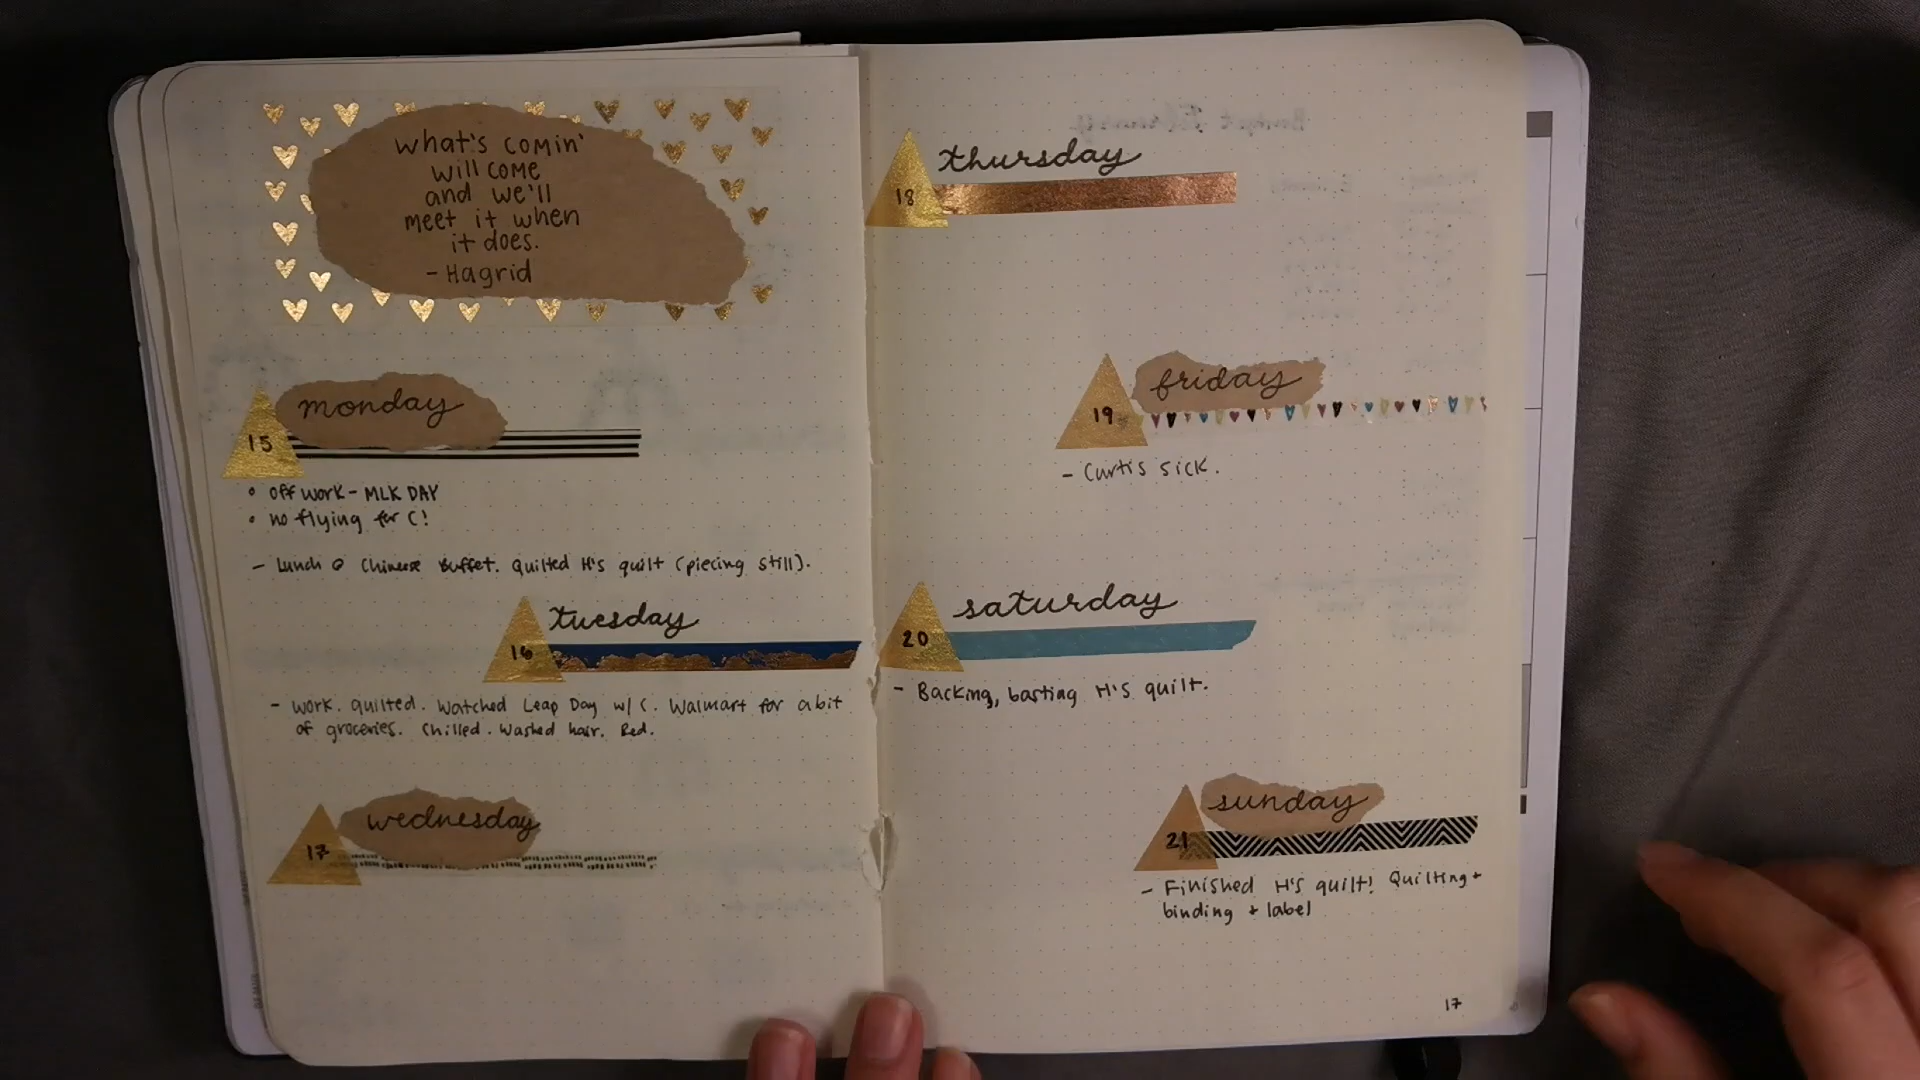 what's comin'
will come
and we'll
meet it when
it does.
- Hagrid
monday
15
• off work - MLK DAY
• no flying for C!
- Lunch @ Chinese Buffet. Quilted H's quilt (piecing still).
tuesday
16
- Work. quilted. Watched Leap Day w/ C. Walmart for a bit
of groceries. Chilled. Washed hair. Bed.
wednesday
17
thursday
18
friday
19
- Curtis sick.
saturday
20
- Backing, basting H's quilt.
sunday
21
- Finished H's quilt! Quilting +
binding + label
17